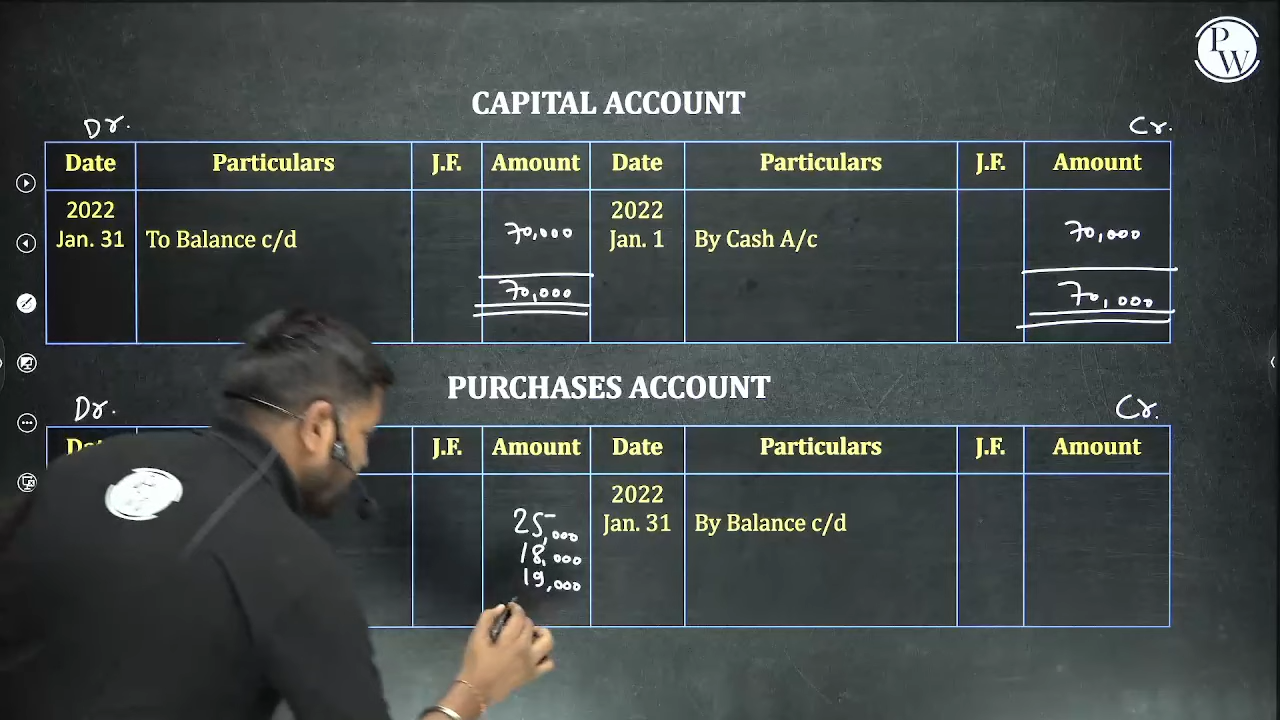 PW
CAPITAL ACCOUNT
Dr. Cr.
Date Particulars J.F. Amount Date Particulars J.F. Amount
2022 2022
Jan. 31 To Balance c/d 70,000 Jan. 1 By Cash A/c 70,000
70,000 70,000
PURCHASES ACCOUNT
Dr. Cr.
J.F. Amount Date Particulars J.F. Amount
2022
25,000 Jan. 31 By Balance c/d
18,000
19,000